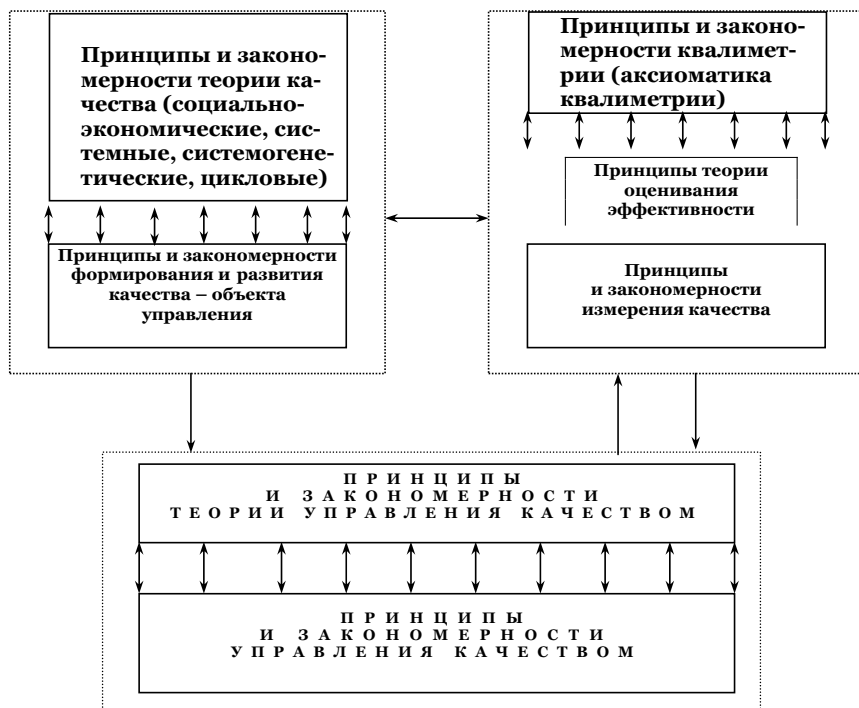 Принципы и законо-
мерности теории ка-
чества (социально-
экономические, сис-
темные, системогене-
тические, цикловые)
Принципы и закономерности
формирования и развития
качества – объекта
управления
Принципы и законо-
мерности квалимет-
рии (аксиоматика
квалиметрии)
Принципы теории
оценивания
эффективности
Принципы
и закономерности
измерения качества
ПРИНЦИПЫ
И ЗАКОНОМЕРНОСТИ
ТЕОРИИ УПРАВЛЕНИЯ КАЧЕСТВОМ
ПРИНЦИПЫ
И ЗАКОНОМЕРНОСТИ
УПРАВЛЕНИЯ КАЧЕСТВОМ